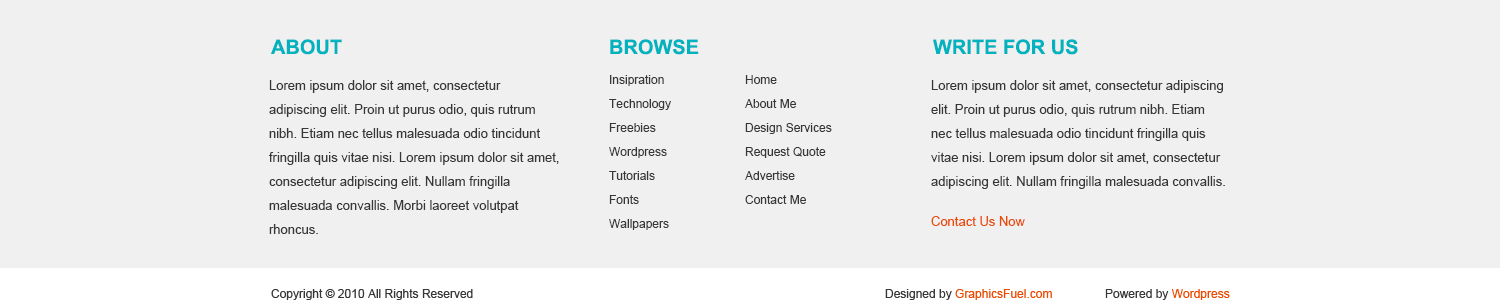 ABOUT
Lorem ipsum dolor sit amet, consectetur
adipiscing elit. Proin ut purus odio, quis rutrum
nibh. Etiam nec tellus malesuada odio tincidunt
fringilla quis vitae nisi. Lorem ipsum dolor sit amet,
consectetur adipiscing elit. Nullam fringilla
malesuada convallis. Morbi laoreet volutpat
rhoncus.
BROWSE
Insipration
Technology
Freebies
Wordpress
Tutorials
Fonts
Wallpapers
Home
About Me
Design Services
Request Quote
Advertise
Contact Me
WRITE FOR US
Lorem ipsum dolor sit amet, consectetur adipiscing
elit. Proin ut purus odio, quis rutrum nibh. Etiam
nec tellus malesuada odio tincidunt fringilla quis
vitae nisi. Lorem ipsum dolor sit amet, consectetur
adipiscing elit. Nullam fringilla malesuada convallis.
Contact Us Now
Copyright © 2010 All Rights Reserved
Designed by GraphicsFuel.com
Powered by Wordpress